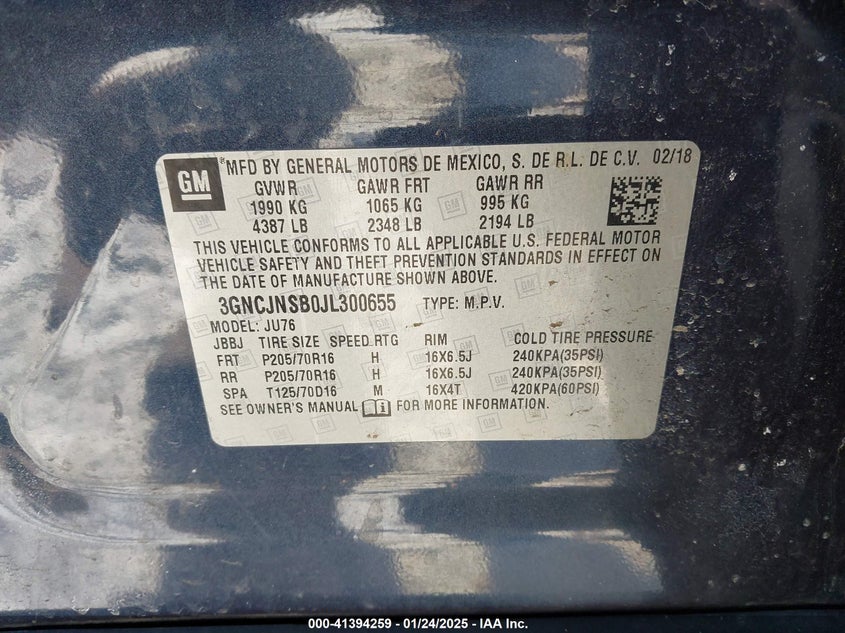 GM
MFD BY GENERAL MOTORS DE MEXICO, S. DE R.L. DE C.V. 02/18
GVWR GAWR FRT GAWR RR
1990 KG 1065 KG 995 KG
4387 LB 2348 LB 2194 LB
THIS VEHICLE CONFORMS TO ALL APPLICABLE U.S. FEDERAL MOTOR
VEHICLE SAFETY AND THEFT PREVENTION STANDARDS IN EFFECT ON
THE DATE OF MANUFACTURE SHOWN ABOVE.
3GNCJNSB0JL300655 TYPE: M.P.V.
MODEL: JU76
JBBJ TIRE SIZE SPEED RTG RIM COLD TIRE PRESSURE
FRT P205/70R16 H 16X6.5J 240KPA(35PSI)
RR P205/70R16 H 16X6.5J 240KPA(35PSI)
SPA T125/70D16 M 16X4T 420KPA(60PSI)
SEE OWNER'S MANUAL FOR MORE INFORMATION.
000-41394259 - 01/24/2025 - IAA Inc.